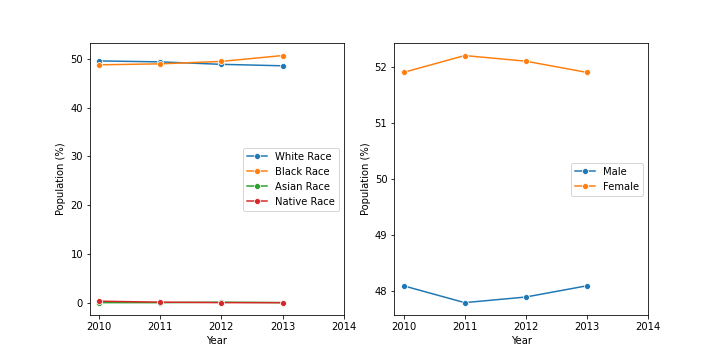 50
40
30
20
10
0
Population (%)
2010 2011 2012 2013 2014
Year
White Race
Black Race
Asian Race
Native Race
52
51
50
49
48
Population (%)
2010 2011 2012 2013 2014
Year
Male
Female